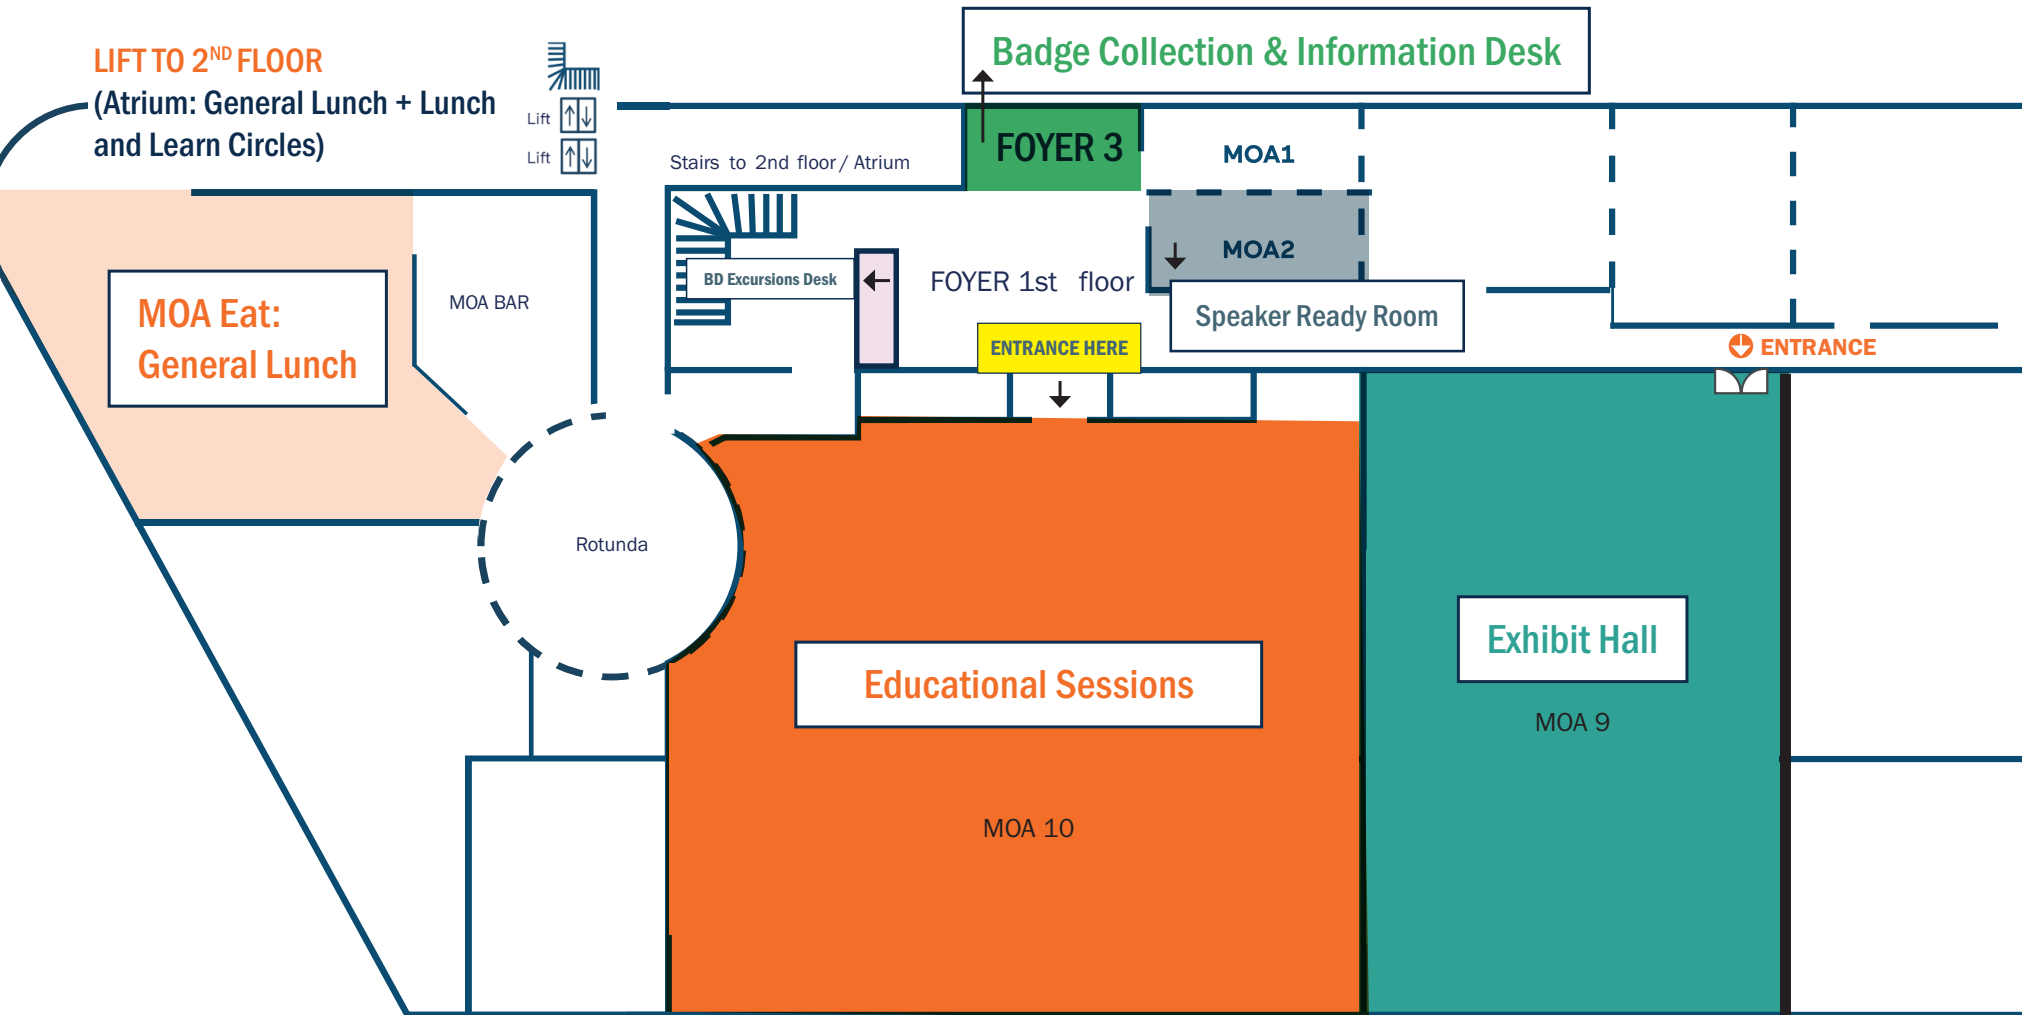 Badge Collection & Information Desk
LIFT TO 2ND FLOOR
(Atrium: General Lunch + Lunch
and Learn Circles)
Lift
Lift
Stairs to 2nd floor / Atrium
FOYER 3
MOA1
MOA2
BD Excursions Desk
FOYER 1st floor
MOA BAR
MOA Eat:
General Lunch
Speaker Ready Room
ENTRANCE HERE
ENTRANCE
Rotunda
Educational Sessions
MOA 10
Exhibit Hall
MOA 9